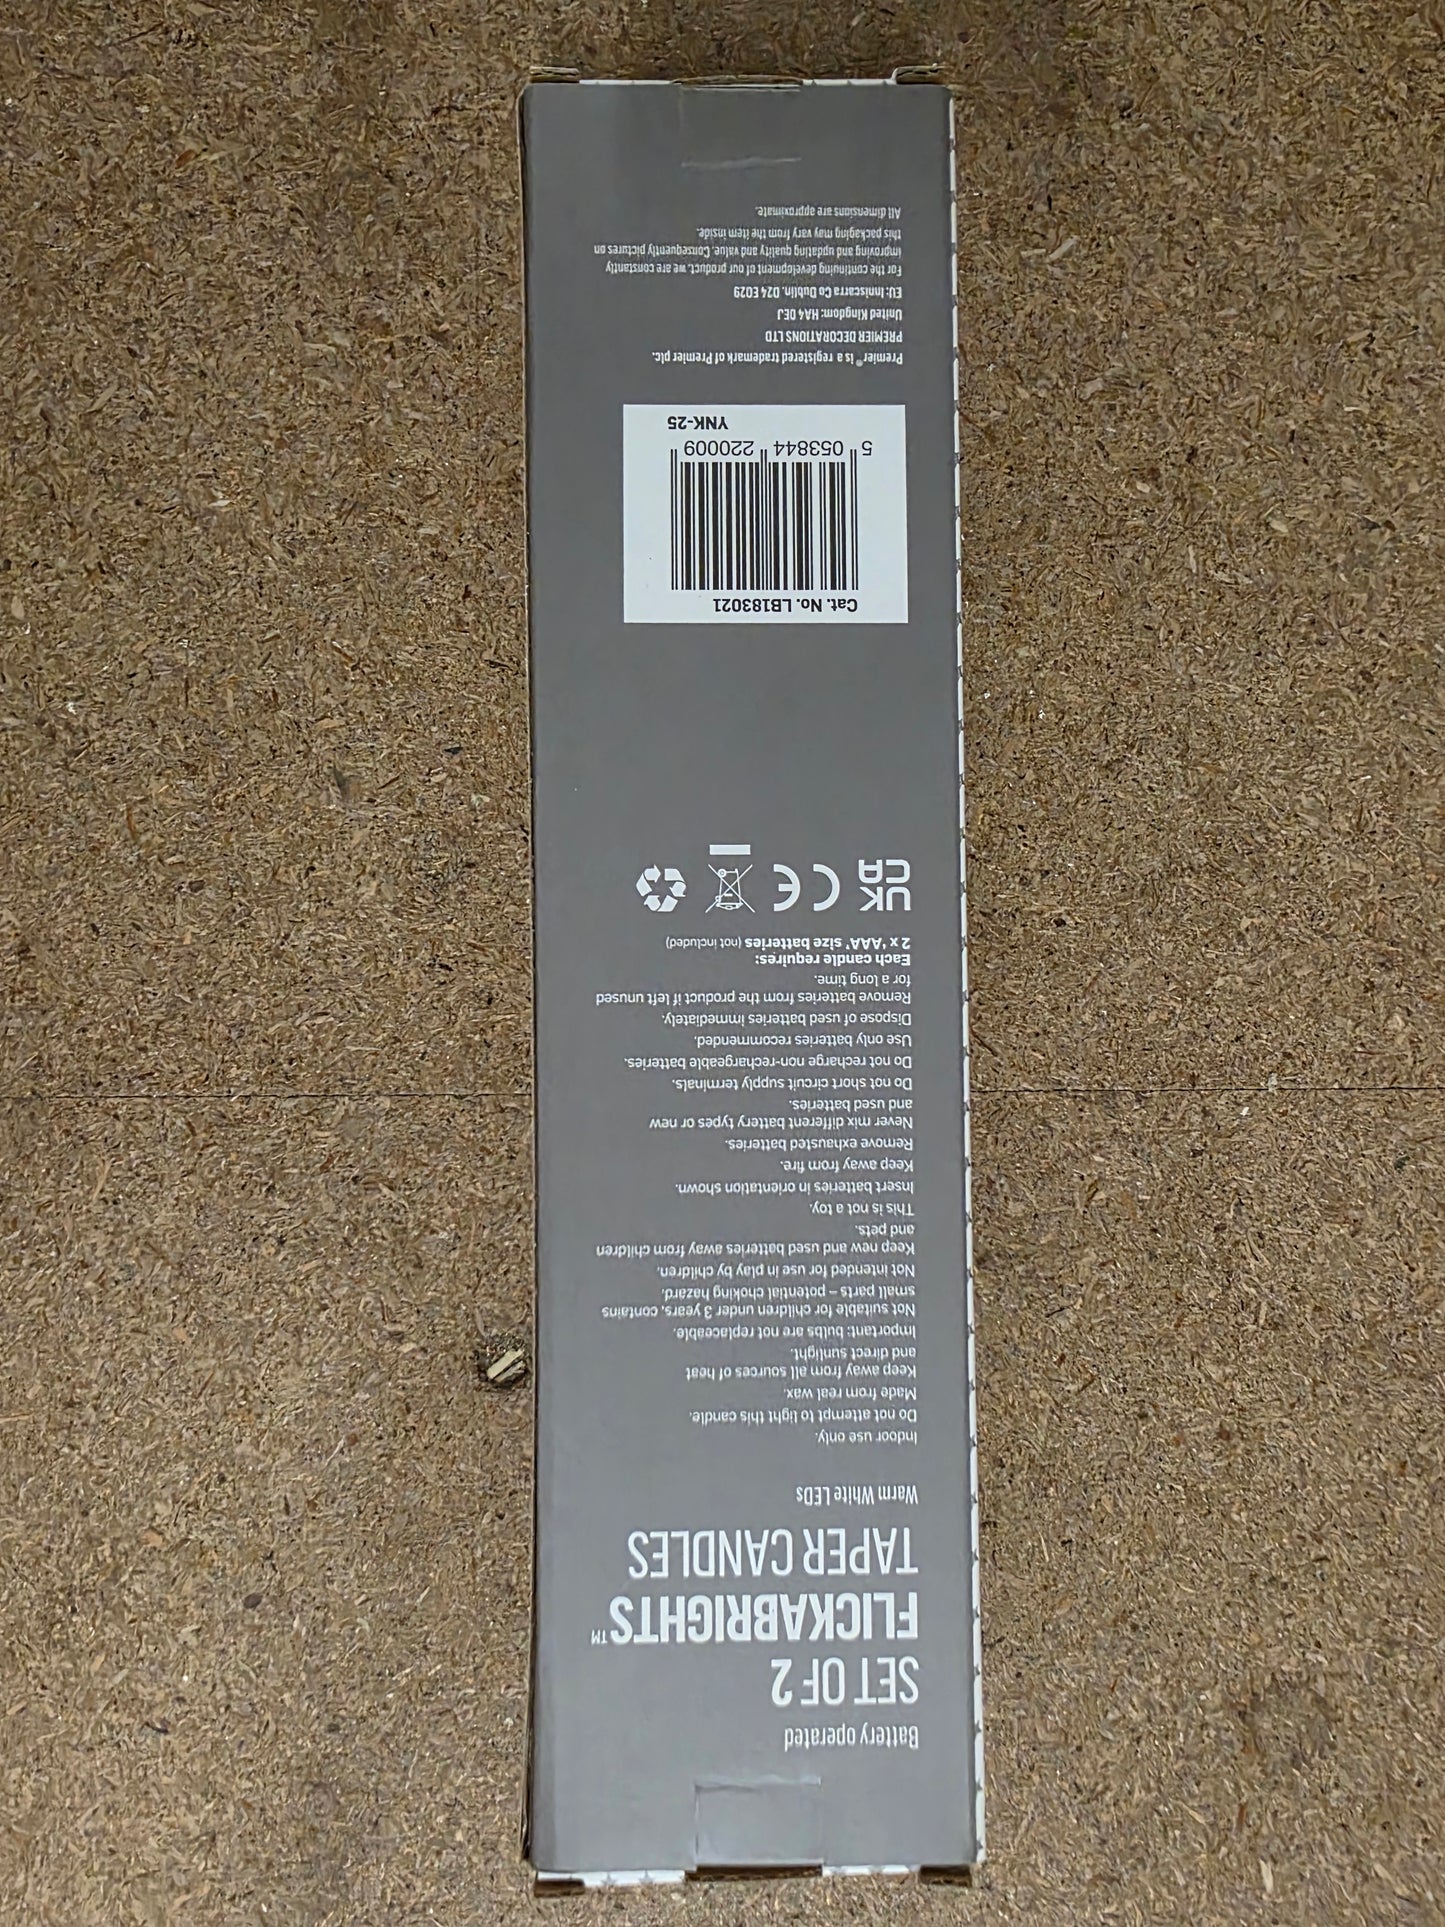 Battery operated
SET OF 2
FLICKABRIGHTS™
TAPER CANDLES
Warm White LEDs
Indoor use only.
Do not attempt to light this candle.
Made from real wax.
Keep away from all sources of heat
and direct sunlight.
Important: bulbs are not replaceable.
Not suitable for children under 3 years, contains
small parts – potential choking hazard.
Not intended for use in play by children.
Keep new and used batteries away from children
and pets.
This is not a toy.
Insert batteries in orientation shown.
Keep away from fire.
Remove exhausted batteries.
Never mix different battery types or new
and used batteries.
Do not short circuit supply terminals.
Do not recharge non-rechargeable batteries.
Use only batteries recommended.
Dispose of used batteries immediately.
Remove batteries from the product if left unused
for a long time.
Each candle requires:
2 x 'AAA' size batteries (not included)
UK
CA
CE
Cat. No. LB183021
5 053844 220009
YNK-25
Premier® is a registered trademark of Premier plc.
PREMIER DECORATIONS LTD
United Kingdom: HA4 0EJ
EU: Inniscarra Co Dublin. D24 E029
For the continuing development of our product, we are constantly
improving and updating quality and value. Consequently pictures on
this packaging may vary from the item inside.
All dimensions are approximate.